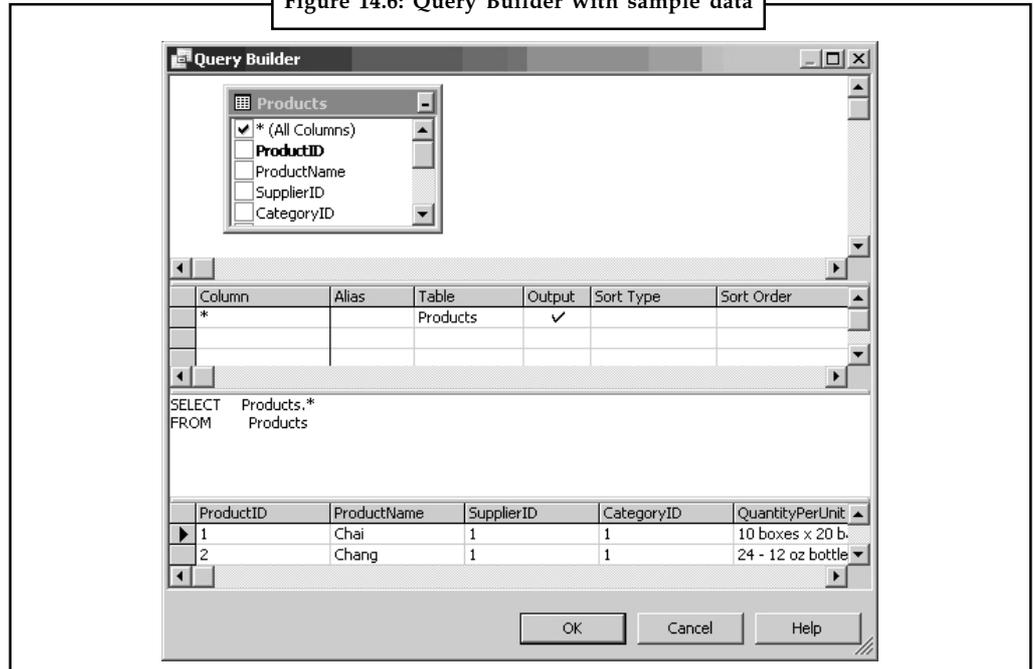 Figure 14.6: Query Builder with sample data
Query Builder
Products
* (All Columns)
ProductID
ProductName
SupplierID
CategoryID
Column Alias Table Output Sort Type Sort Order
* Products
SELECT Products.*
FROM Products
ProductID ProductName SupplierID CategoryID QuantityPerUnit
1 Chai 1 1 10 boxes x 20 b
2 Chang 1 1 24 - 12 oz bottle
OK Cancel Help